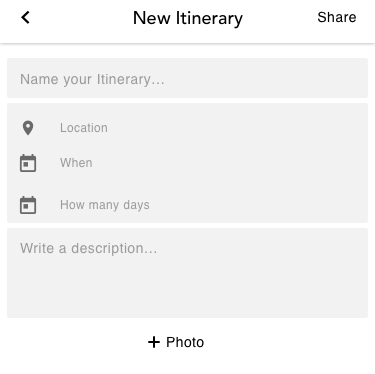 New Itinerary Share
Name your Itinerary...
Location
When
How many days
Write a description...
+ Photo